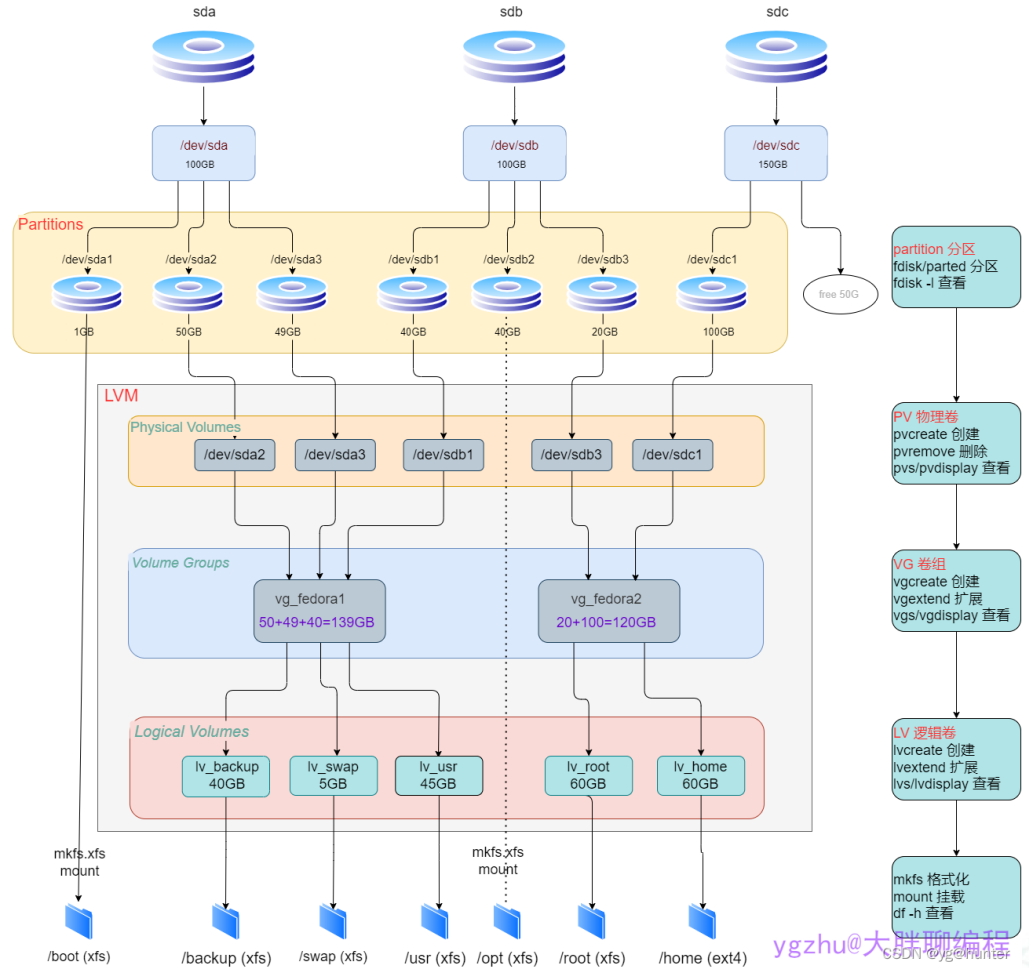 sda
sdb
sdc
/dev/sda
100GB
/dev/sdb
100GB
/dev/sdc
150GB
Partitions
/dev/sda1
/dev/sda2
/dev/sda3
/dev/sdb1
/dev/sdb2
/dev/sdb3
/dev/sdc1
1GB
50GB
49GB
40GB
40GB
20GB
100GB
free 50G
LVM
Physical Volumes
/dev/sda2
/dev/sda3
/dev/sdb1
/dev/sdb3
/dev/sdc1
Volume Groups
vg_fedora1
50+49+40=139GB
vg_fedora2
20+100=120GB
Logical Volumes
lv_backup
40GB
lv_swap
5GB
lv_usr
45GB
lv_root
60GB
lv_home
60GB
mkfs.xfs
mount
mkfs.xfs
mount
/boot (xfs)
/backup (xfs)
/swap (xfs)
/usr (xfs)
/opt (xfs)
/root (xfs)
/home (ext4)
partition 分区
fdisk/parted 分区
fdisk -l 查看
PV 物理卷
pvcreate 创建
pvremove 删除
pvs/pvdisplay 查看
VG 卷组
vgcreate 创建
vgextend 扩展
vgs/vgdisplay 查看
LV 逻辑卷
lvcreate 创建
lvextend 扩展
lvs/lvdisplay 查看
mkfs 格式化
mount 挂载
df -h 查看
ygzhu@大胖聊编程
CSDN @yg@hunter